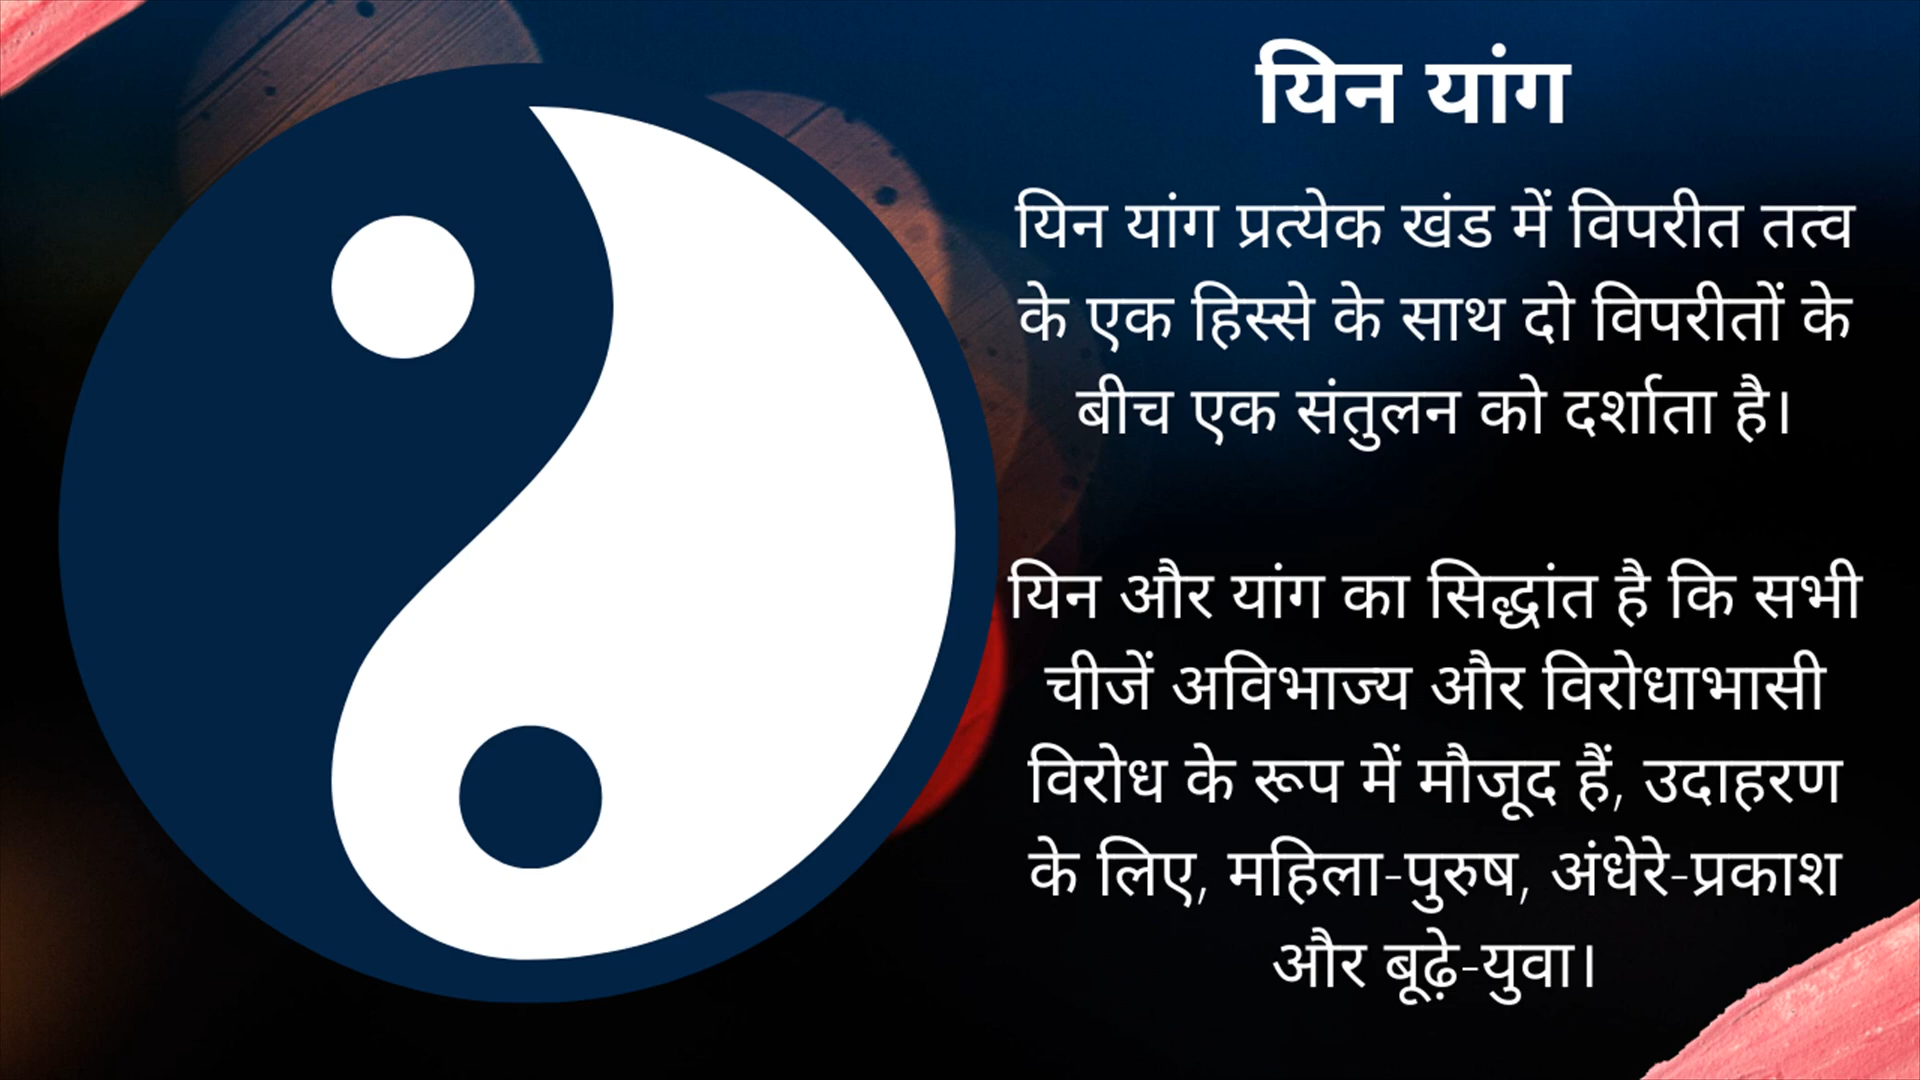 यिन यांग
यिन यांग प्रत्येक खंड में विपरीत तत्व
के एक हिस्से के साथ दो विपरीतों के
बीच एक संतुलन को दर्शाता है।
यिन और यांग का सिद्धांत है कि सभी
चीजें अविभाज्य और विरोधाभासी
विरोध के रूप में मौजूद हैं, उदाहरण
के लिए, महिला-पुरुष, अंधेरे-प्रकाश
और बूढ़े-युवा।